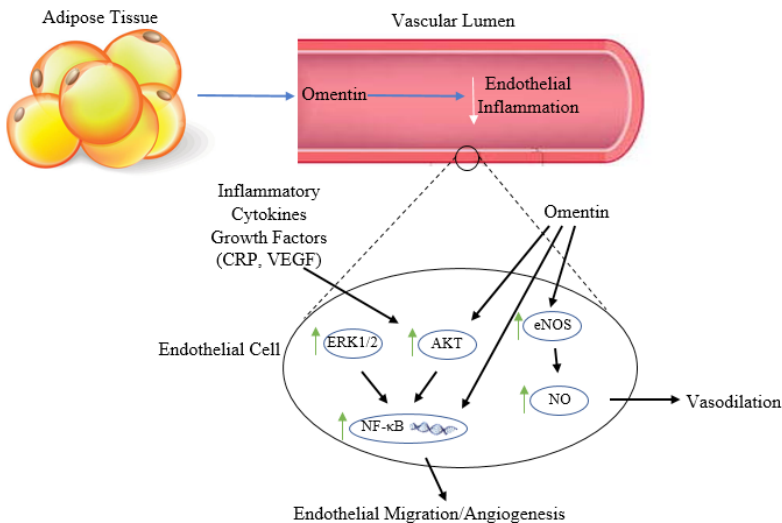 Adipose Tissue
Vascular Lumen
Omentin
Endothelial
Inflammation
Inflammatory
Cytokines
Growth Factors
(CRP, VEGF)
Omentin
Endothelial Cell
ERK1/2
AKT
eNOS
NF-κB
NO
Vasodilation
Endothelial Migration/Angiogenesis